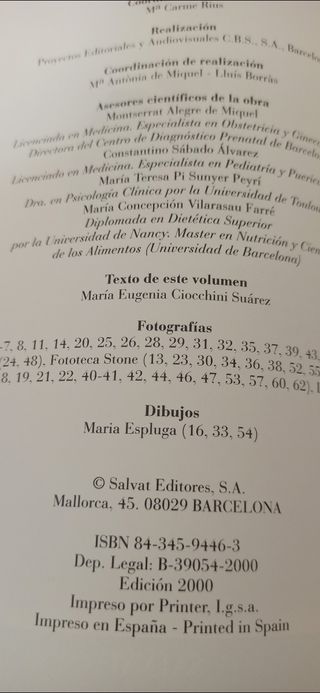 Mª Carme Rius
Realización
Proyectos Editoriales y Audiovisuales C.B.S., S.A., Barcelo
Coordinación de realización
Mª Antònia de Miquel - Lluís Borràs
Asesores científicos de la obra
Montserrat Alegre de Miquel
Licenciada en Medicina. Especialista en Obstetricia y Ginec
Directora del Centro de Diagnóstico Prenatal de Barcelo
Constantino Sábado Álvarez
Licenciado en Medicina. Especialista en Pediatría y Pueric
María Teresa Pi Sunyer Peyrí
Dra. en Psicología Clínica por la Universidad de Toulou
María Concepción Vilarasau Farré
Diplomada en Dietética Superior
por la Universidad de Nancy. Master en Nutrición y Cien
de los Alimentos (Universidad de Barcelona)
Texto de este volumen
María Eugenia Ciocchini Suárez
Fotografías
-7, 8, 11, 14, 20, 25, 26, 28, 29, 31, 32, 35, 37, 39, 43,
(24, 48). Fototeca Stone (13, 23, 30, 34, 36, 38, 52, 55
8, 19, 21, 22, 40-41, 42, 44, 46, 47, 53, 57, 60, 62),
Dibujos
Maria Espluga (16, 33, 54)
© Salvat Editores, S.A.
Mallorca, 45. 08029 BARCELONA
ISBN 84-345-9446-3
Dep. Legal: B-39054-2000
Edición 2000
Impreso por Printer, I.g.s.a.
Impreso en España - Printed in Spain